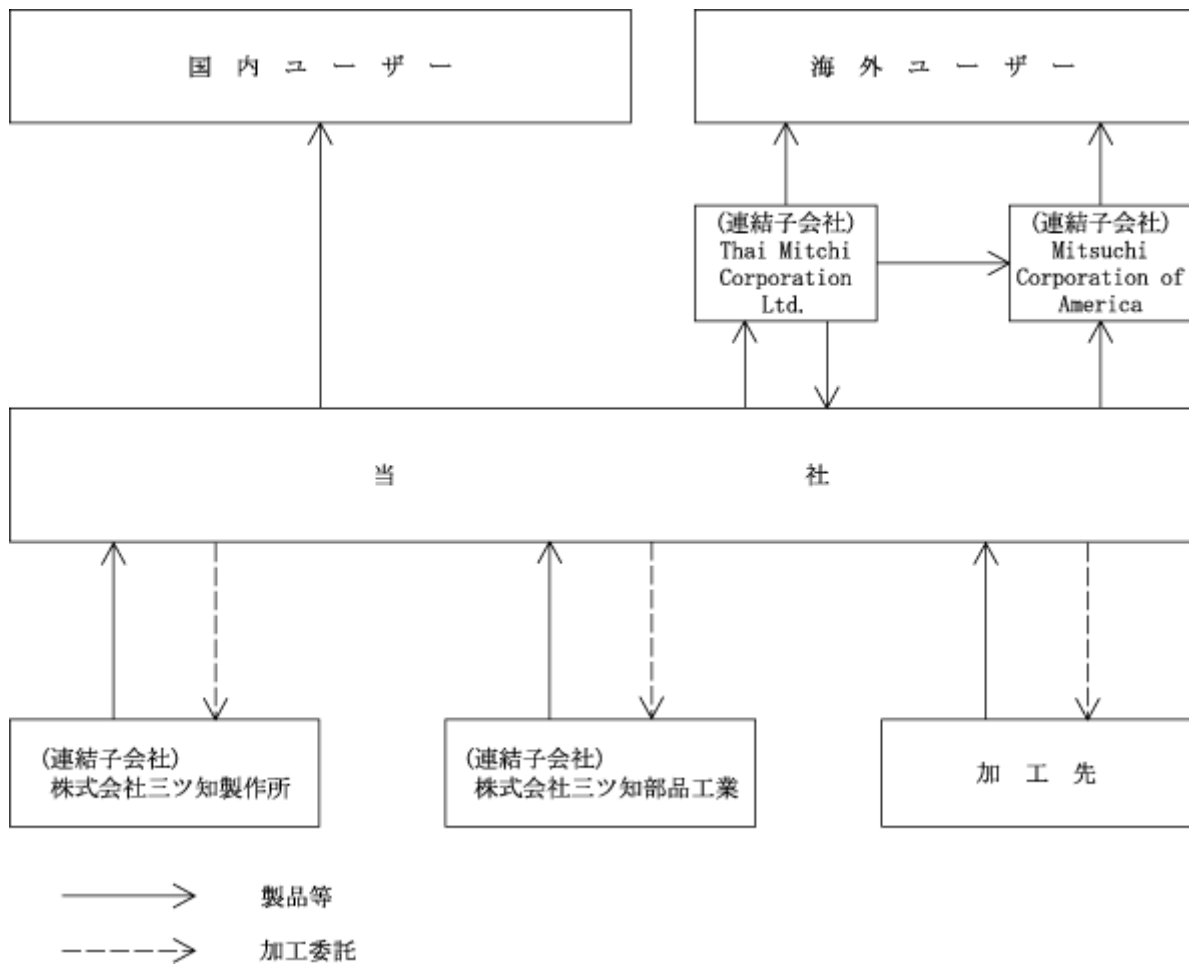 国内ユーザー
海外ユーザー
(連結子会社)
Thai Mitchi
Corporation
Ltd.
(連結子会社)
Mitsuchi
Corporation of
America
当社
(連結子会社)
株式会社三ツ知製作所
(連結子会社)
株式会社三ツ知部品工業
加工先
製品等
加工委託